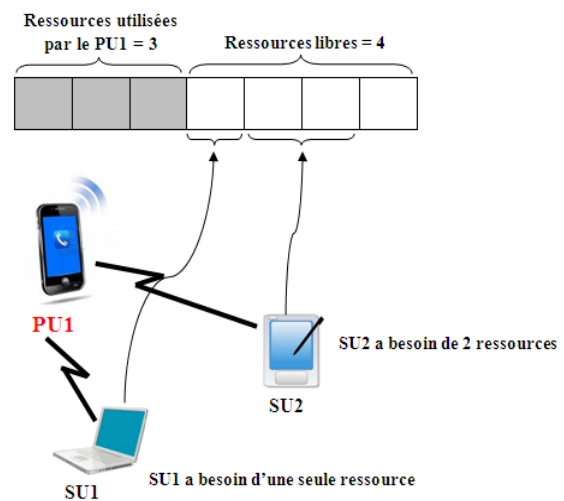 Ressources utilisées
par le PU1 = 3
Ressources libres = 4
PU1
SU2 a besoin de 2 ressources
SU2
SU1 a besoin d'une seule ressource
SU1